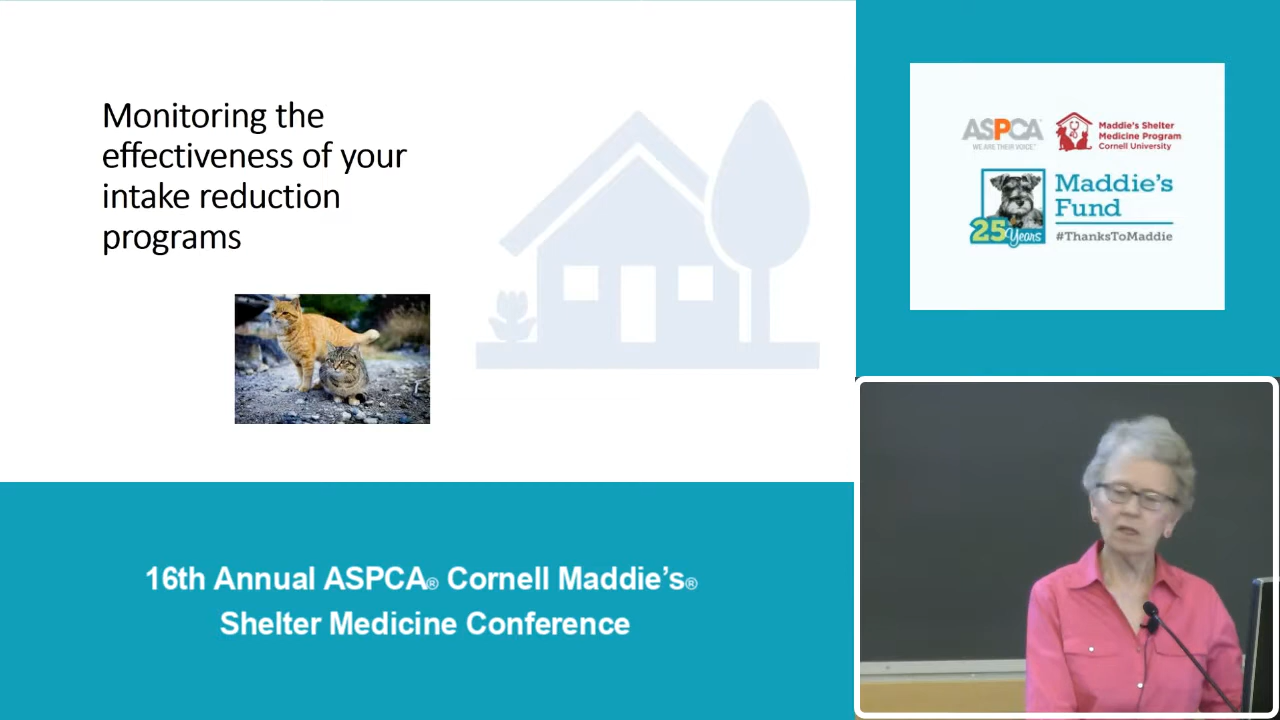 Monitoring the
effectiveness of your
intake reduction
programs
ASPCA
WE ARE THEIR VOICE
Maddie's Shelter
Medicine Program
Cornell University
Maddie's
Fund
25 Years
#ThanksToMaddie
16th Annual ASPCA® Cornell Maddie's®
Shelter Medicine Conference